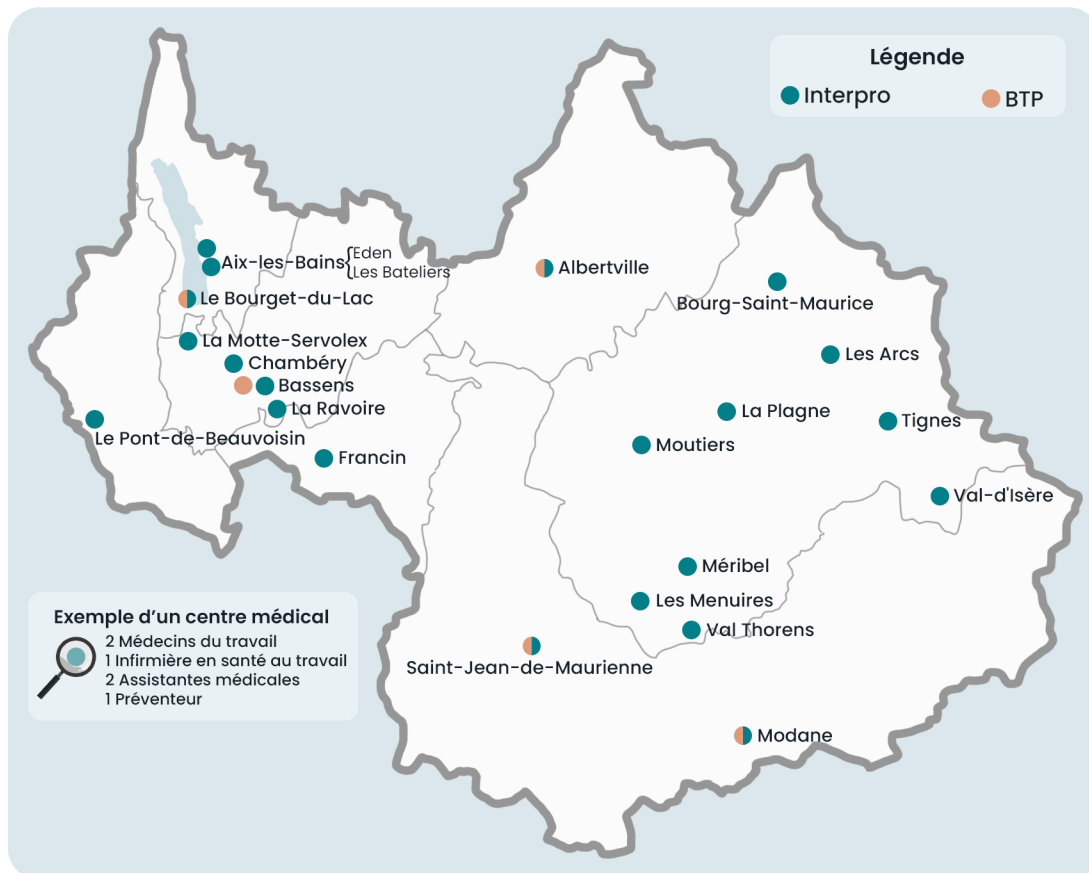 Légende
Interpro
BTP
Aix-les-Bains
Eden
Les Bateliers
Albertville
Le Bourget-du-Lac
Bourg-Saint-Maurice
La Motte-Servolex
Chambéry
Les Arcs
Bassens
La Ravoire
La Plagne
Tignes
Le Pont-de-Beauvoisin
Moutiers
Francin
Val-d'Isère
Méribel
Les Menuires
Val Thorens
Saint-Jean-de-Maurienne
Modane
Exemple d’un centre médical
2 Médecins du travail
1 Infirmière en santé au travail
2 Assistantes médicales
1 Préventeur